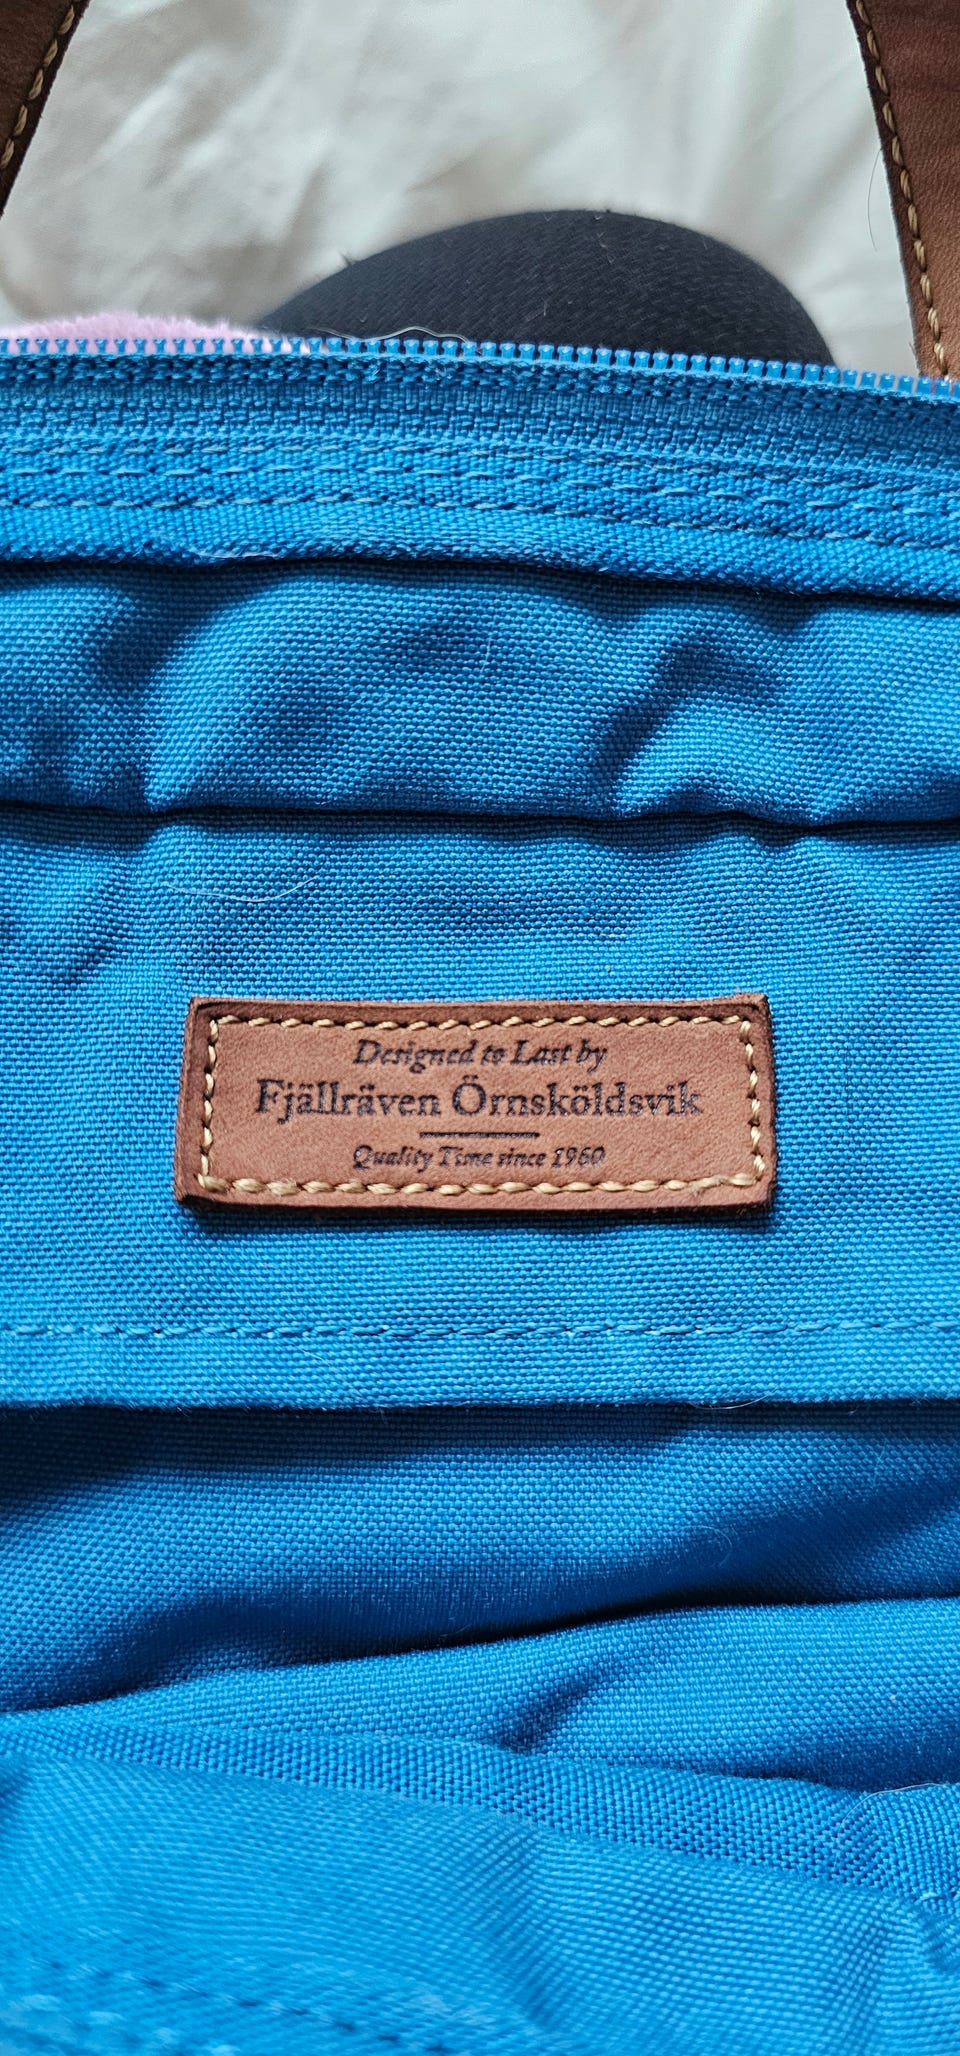 Designed to Last by
Fjällräven Örnsköldsvik
Quality Time since 1960